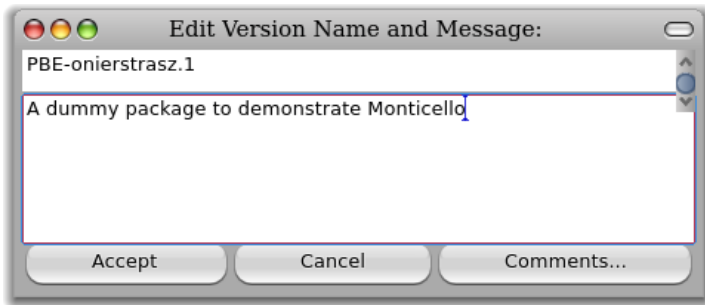 Edit Version Name and Message:
PBE-onierstrasz.1
A dummy package to demonstrate Monticello
Accept
Cancel
Comments...